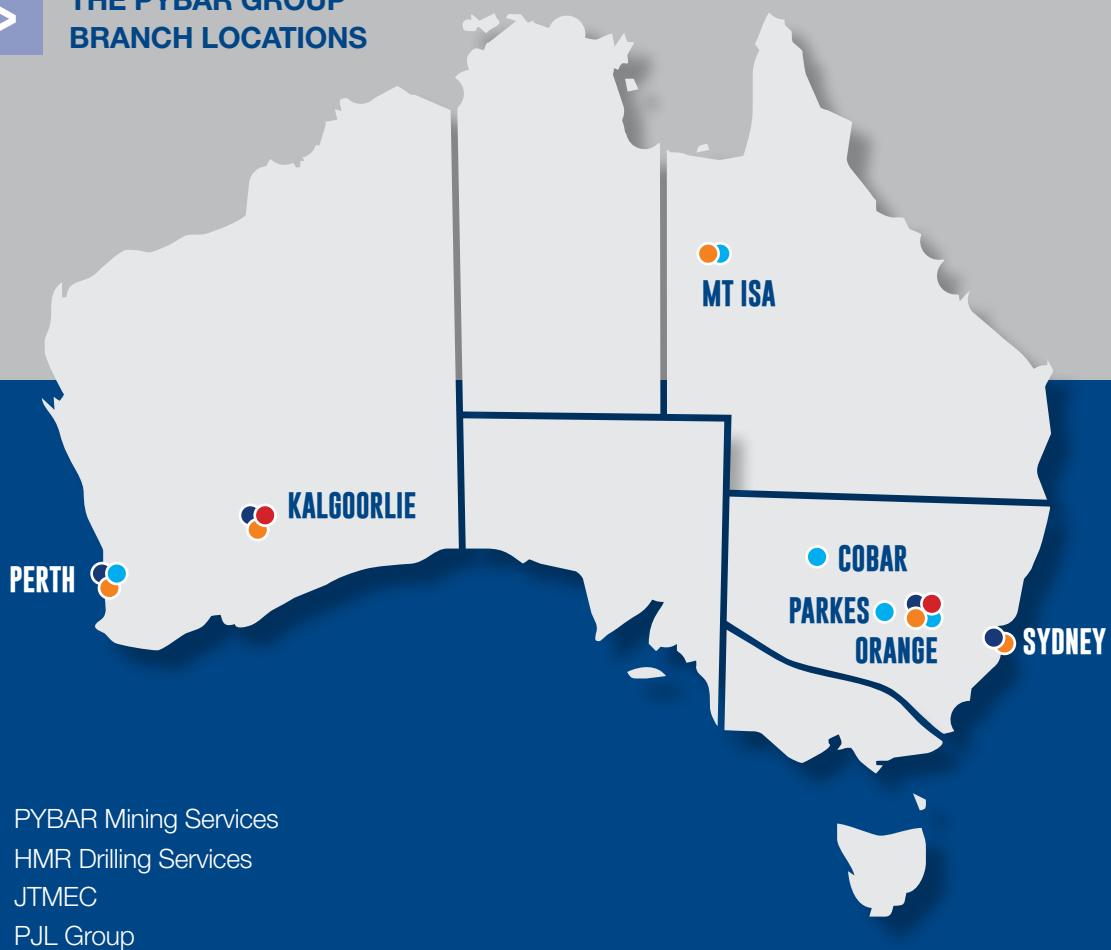 >
THE PYBAR GROUP
BRANCH LOCATIONS
MT ISA
KALGOORLIE
PERTH
COBAR
PARKES
ORANGE
SYDNEY
PYBAR Mining Services
HMR Drilling Services
JTMEC
PJL Group